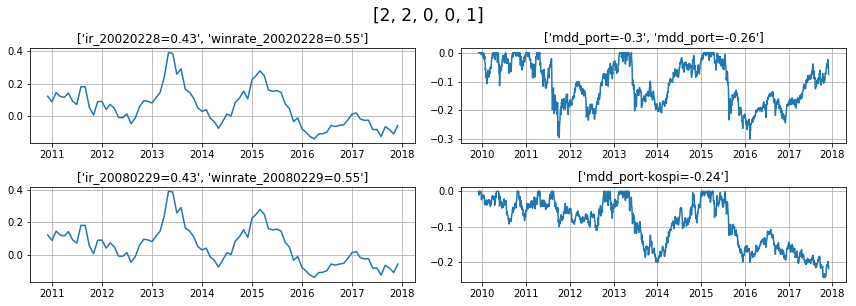 [2, 2, 0, 0, 1]
['ir_20020228=0.43', 'winrate_20020228=0.55']
0.4
0.2
0.0
2011 2012 2013 2014 2015 2016 2017 2018
['mdd_port=-0.3', 'mdd_port=-0.26']
0.0
−0.1
−0.2
−0.3
2010 2011 2012 2013 2014 2015 2016 2017 2018
['ir_20080229=0.43', 'winrate_20080229=0.55']
0.4
0.2
0.0
2011 2012 2013 2014 2015 2016 2017 2018
['mdd_port-kospi=-0.24']
0.0
−0.1
−0.2
2010 2011 2012 2013 2014 2015 2016 2017 2018